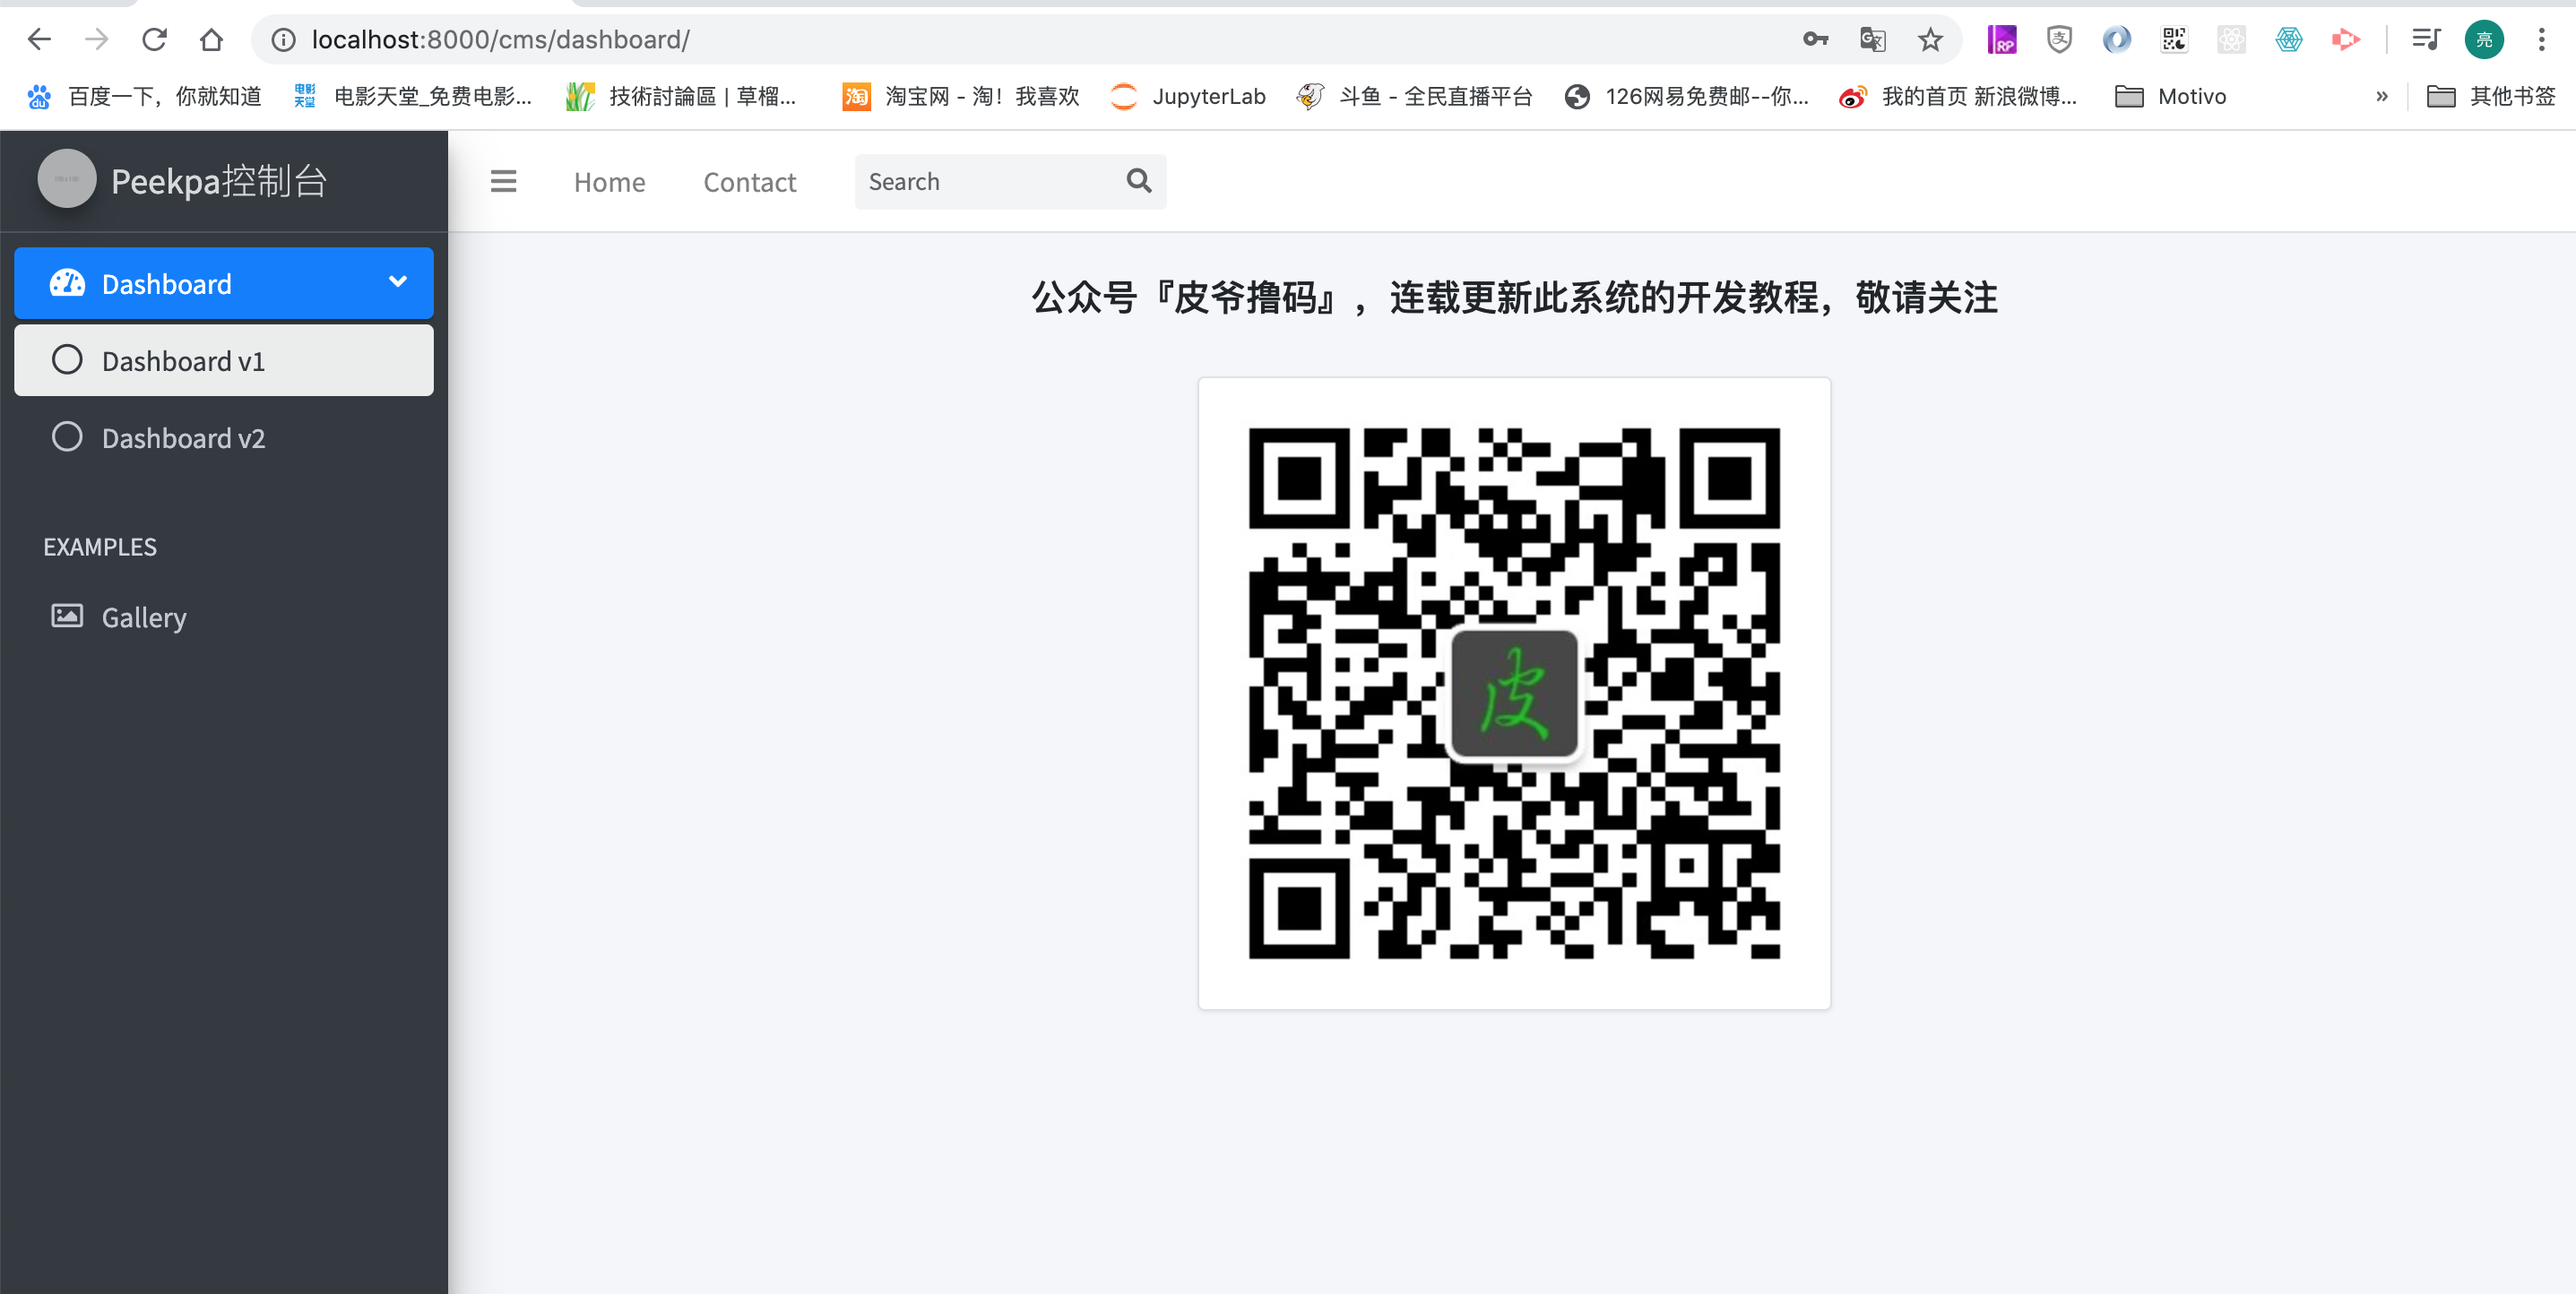 localhost:8000/cms/dashboard/
亮
百度一下，你就知道
电影天堂_免费电影...
技術討論區 | 草榴...
淘宝网 - 淘！我喜欢
JupyterLab
斗鱼 - 全民直播平台
126网易免费邮--你...
我的首页 新浪微博...
Motivo
»
其他书签
Peekpa控制台
Home
Contact
Search
Dashboard
Dashboard v1
Dashboard v2
EXAMPLES
Gallery
公众号『皮爷撸码』，连载更新此系统的开发教程，敬请关注
皮